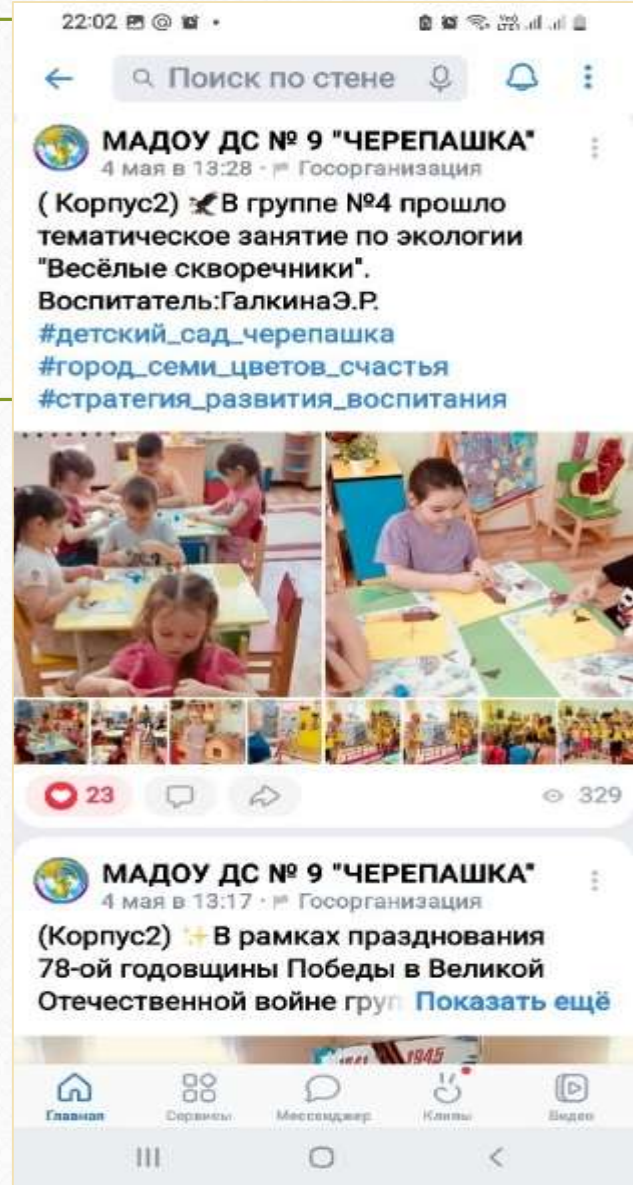 22:02
Поиск по стене
МАДОУ ДС № 9 "ЧЕРЕПАШКА"
4 мая в 13:28 · Госорганизация
( Корпус2) В группе №4 прошло
тематическое занятие по экологии
"Весёлые скворечники".
Воспитатель:ГалкинаЭ.Р.
#детский_сад_черепашка
#город_семи_цветов_счастья
#стратегия_развития_воспитания
23
329
МАДОУ ДС № 9 "ЧЕРЕПАШКА"
4 мая в 13:17 · Госорганизация
(Корпус2) ✨В рамках празднования
78-ой годовщины Победы в Великой
Отечественной войне груп Показать ещё
1941 1945
Главная Сервисы Мессенджер Клипы Видео